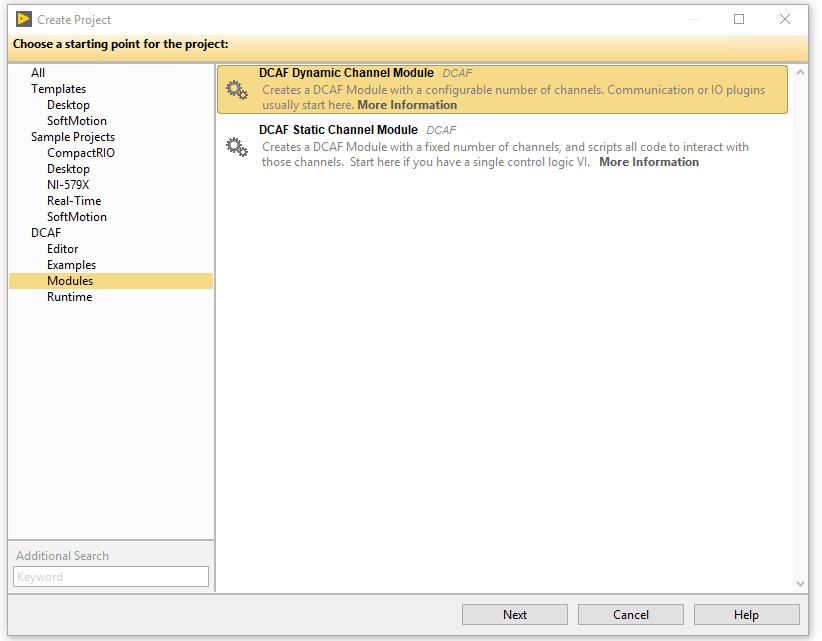 Create Project
Choose a starting point for the project:
All
Templates
Desktop
SoftMotion
Sample Projects
CompactRIO
Desktop
NI-579X
Real-Time
SoftMotion
DCAF
Editor
Examples
Modules
Runtime
Additional Search
Keyword
DCAF Dynamic Channel Module DCAF
Creates a DCAF Module with a configurable number of channels. Communication or IO plugins
usually start here. More Information
DCAF Static Channel Module DCAF
Creates a DCAF Module with a fixed number of channels, and scripts all code to interact with
those channels. Start here if you have a single control logic VI. More Information
Next
Cancel
Help